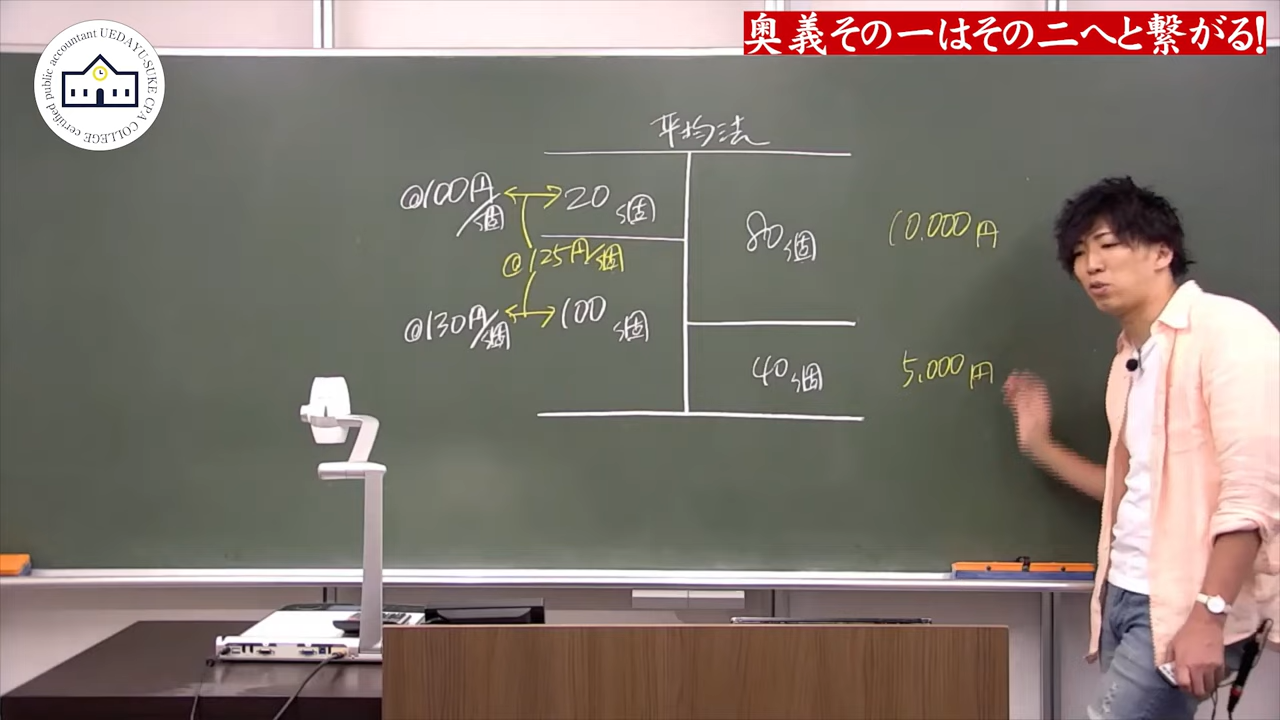 奥義その一はその二へと繋がる!
UEDAYU-SUKE CPA COLLEGE certified public accountant
平均法
@100円/個
20個
80個
10,000円
@125円/個
@130円/個
100個
40個
5,000円